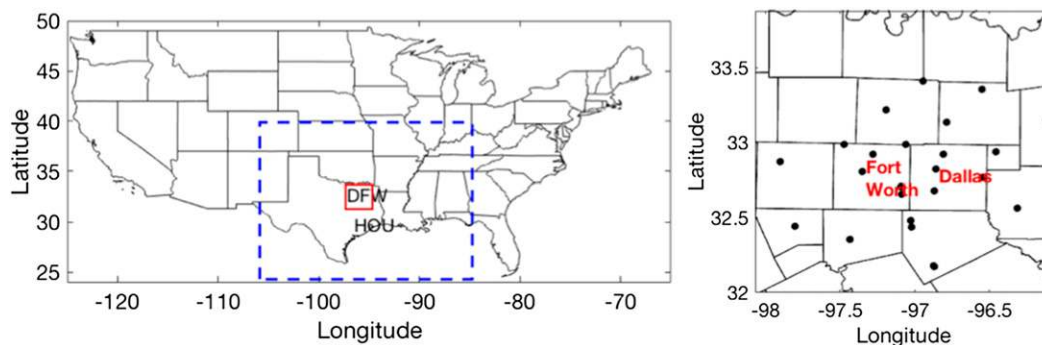 50
45
40
35
30
25
Latitude
DFW
HOU
-120 -110 -100 -90 -80 -70
Longitude
33.5
33
32.5
32
Latitude
Fort
Worth
Dallas
-98 -97.5 -97 -96.5
Longitude